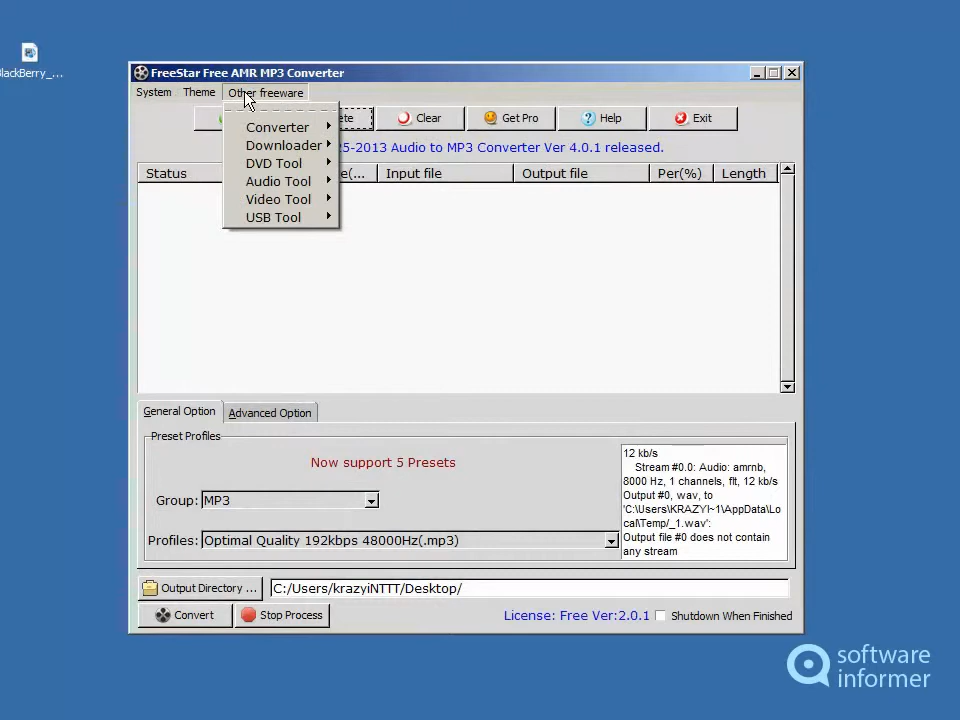 FreeStar Free AMR MP3 Converter
lackBerry_...
System Theme Other freeware
ete Clear Get Pro Help Exit
Converter
Downloader
DVD Tool
Audio Tool
Video Tool
USB Tool
25-2013 Audio to MP3 Converter Ver 4.0.1 released.
Status e(... Input file Output file Per(%) Length
General Option Advanced Option
Preset Profiles
Now support 5 Presets
Group: MP3
Profiles: Optimal Quality 192kbps 48000Hz(.mp3)
12 kb/s
Stream #0.0: Audio: amrnb,
8000 Hz, 1 channels, flt, 12 kb/s
Output #0, wav, to
'C:\Users\KRAZYI~1\AppData\Lo
cal\Temp/_1.wav':
Output file #0 does not contain
any stream
Output Directory ... C:/Users/krazyiNTTT/Desktop/
Convert Stop Process License: Free Ver:2.0.1 Shutdown When Finished
software
informer